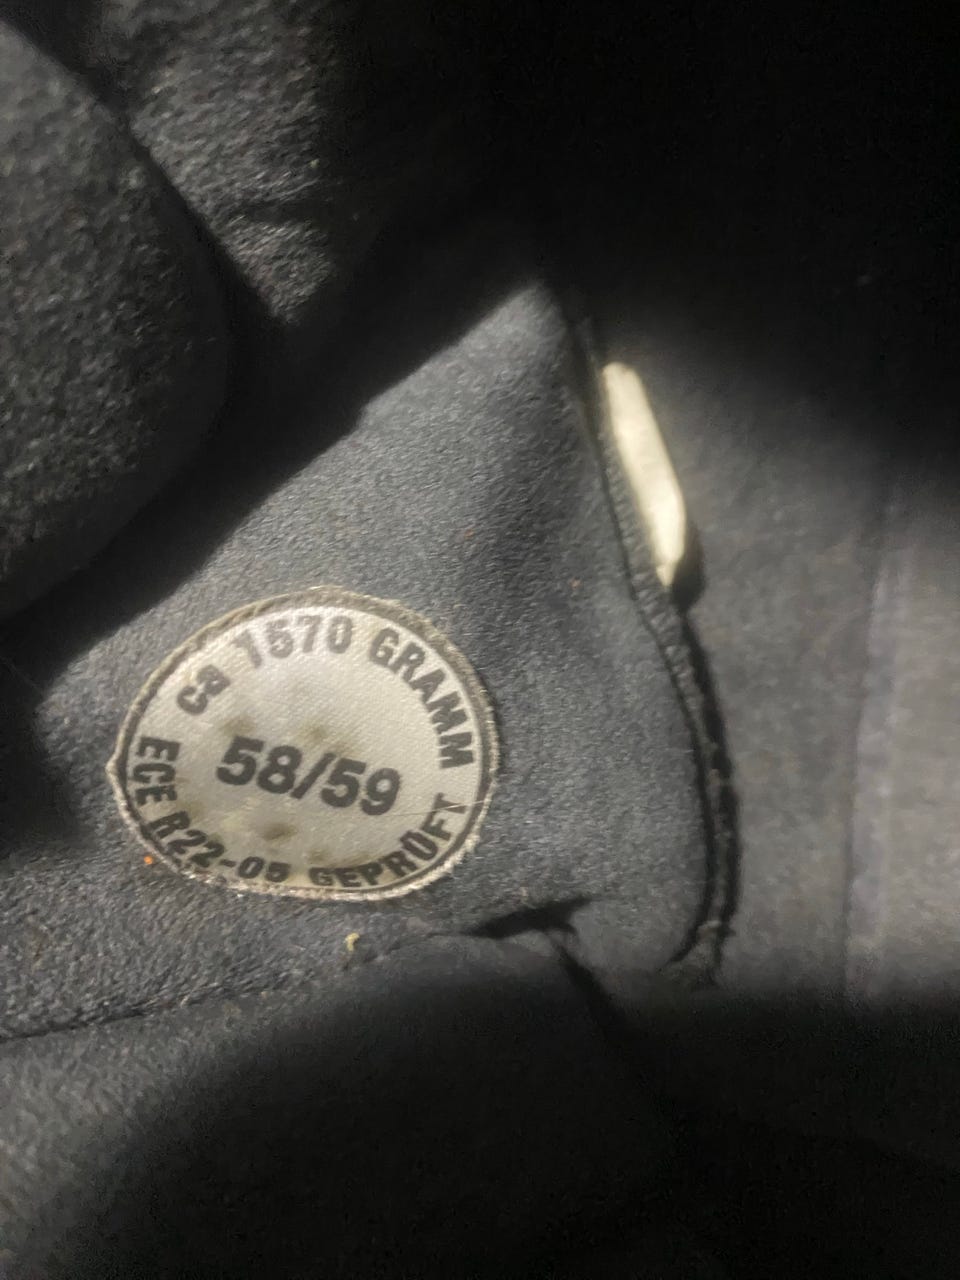 ca 1570 GRAMM
58/59
ECE R22-05 GEPRÜFT